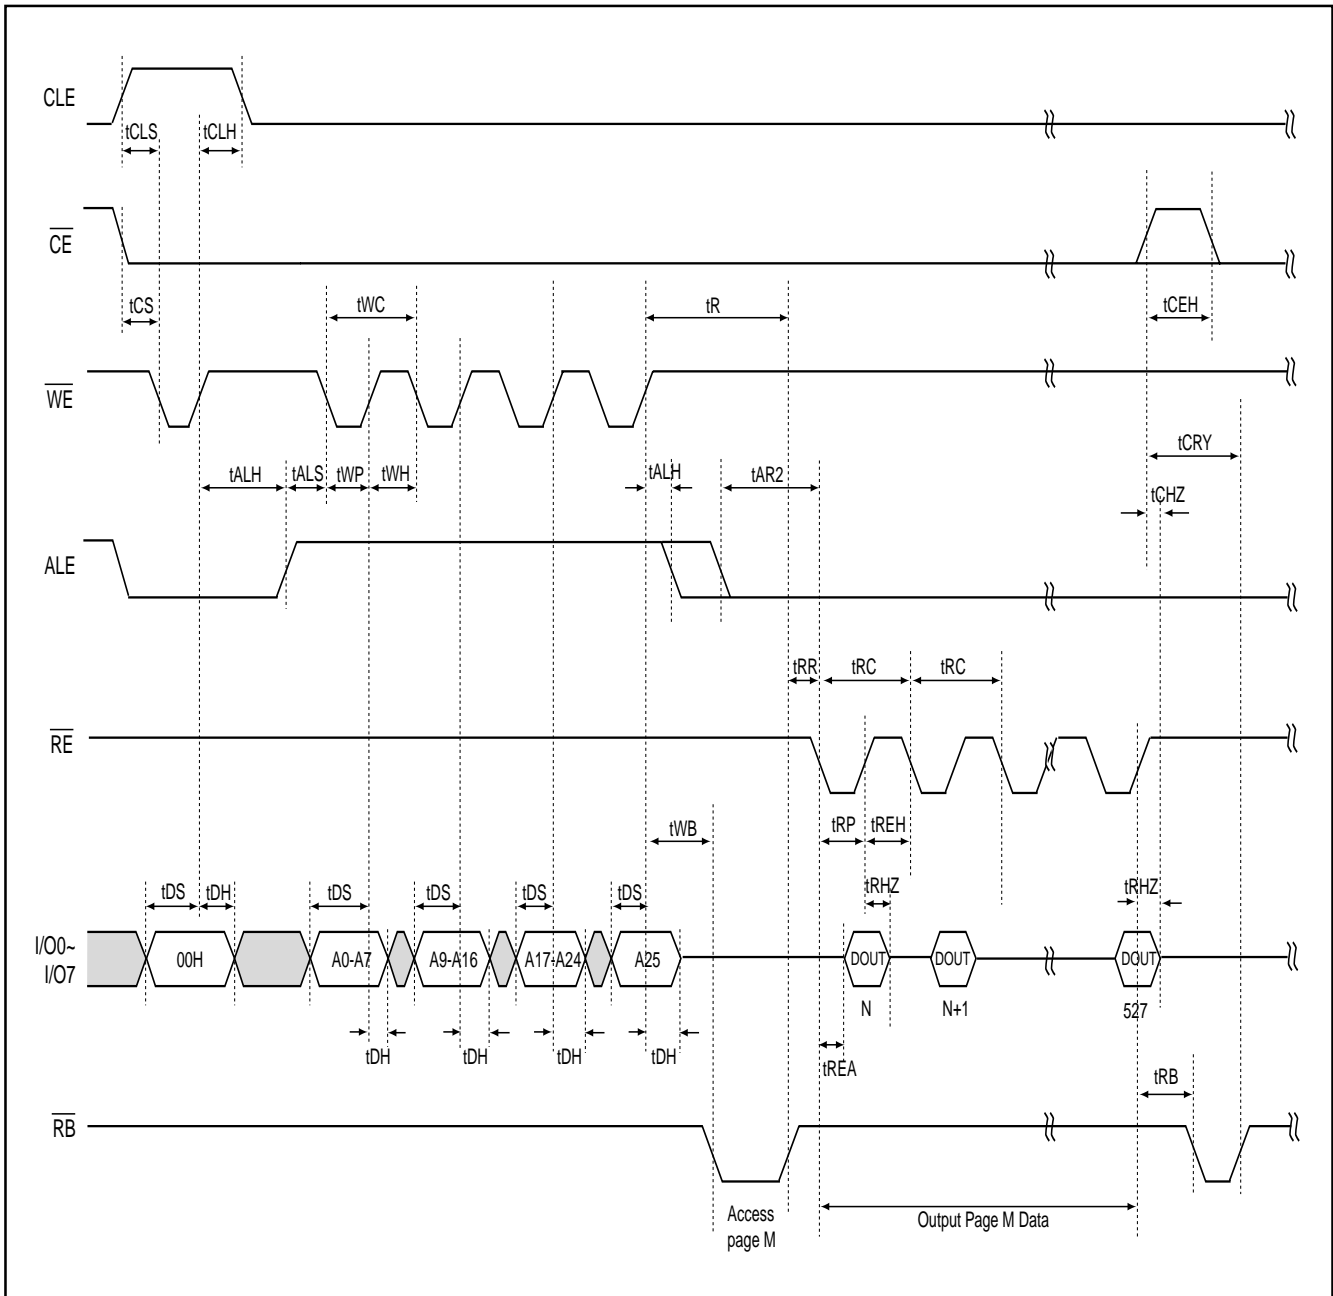 CLE
tCLS tCLH
CE
tCS tWC tR tCEH
WE
tCRY
tALH tALS tWP tWH tALH tAR2
tCHZ
ALE
tRR tRC tRC
RE
tWB tRP tREH
tDS tDH tDS tDS tDS tDS tRHZ tRHZ
I/O0~
I/O7
00H A0-A7 A9-A16 A17-A24 A25 DOUT DOUT DOUT
N N+1 527
tDH tDH tDH tDH tREA
tRB
RB
Access
page M
Output Page M Data